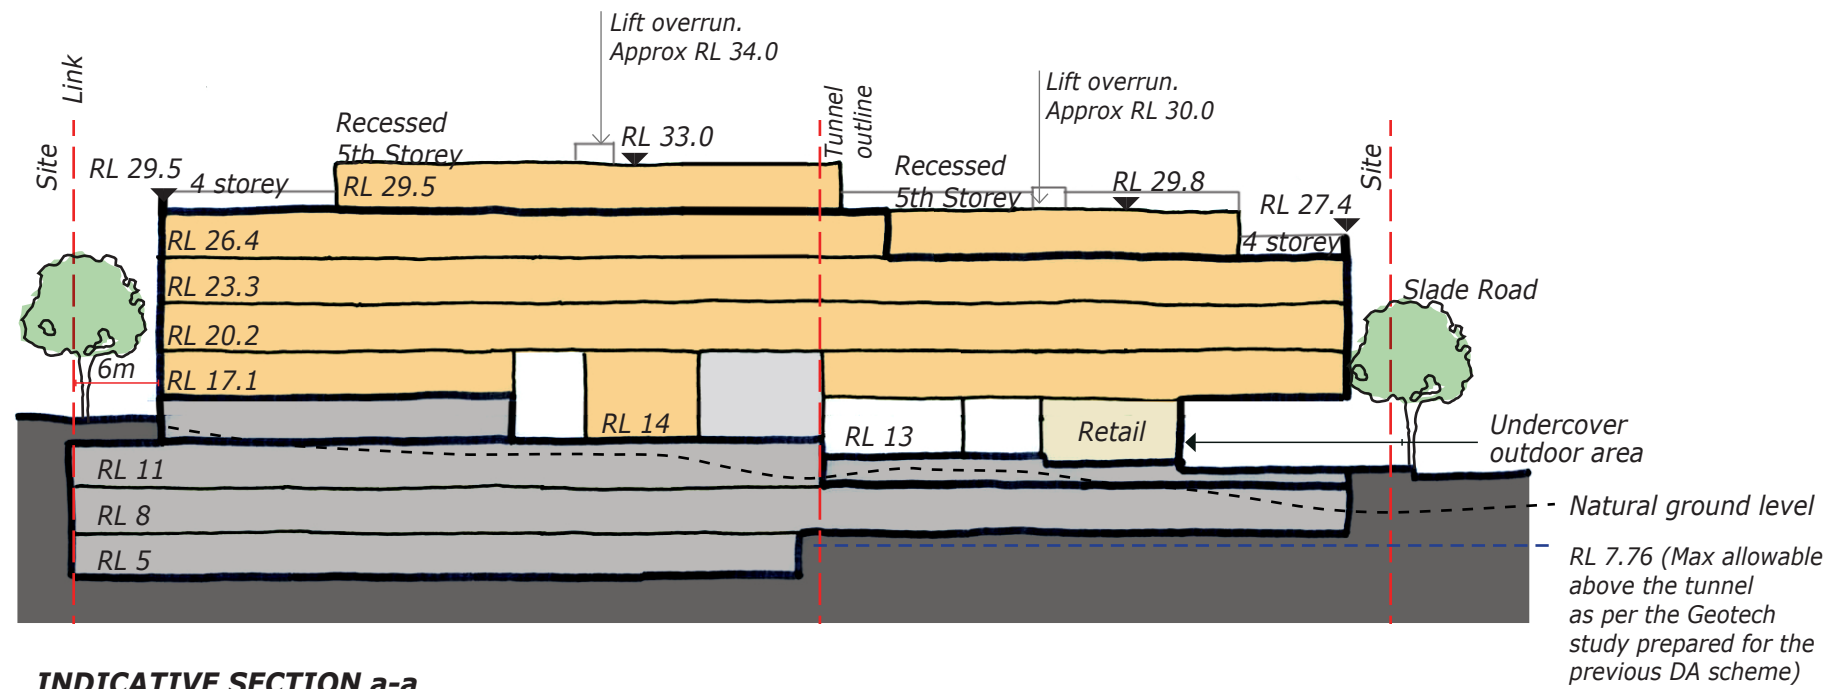 Lift overrun.
Approx RL 34.0
Link
Site
RL 29.5
4 storey
Recessed
5th Storey
RL 29.5
RL 33.0
Tunnel
outline
Lift overrun.
Approx RL 30.0
Recessed
5th Storey
RL 29.8
RL 27.4
4 storey
Site
Slade Road
RL 26.4
RL 23.3
RL 20.2
6m
RL 17.1
RL 14
RL 13
Retail
Undercover
outdoor area
RL 11
RL 8
RL 5
Natural ground level
RL 7.76 (Max allowable
above the tunnel
as per the Geotech
study prepared for the
previous DA scheme)
INDICATIVE SECTION a-a